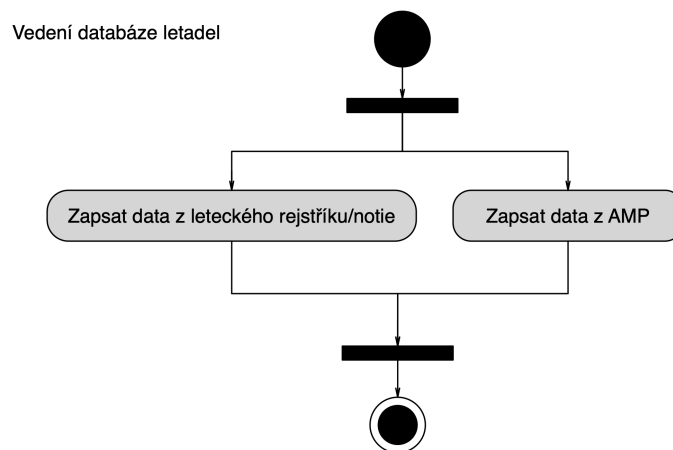 Vedení databáze letadel
Zapsat data z leteckého rejstříku/notie
Zapsat data z AMP